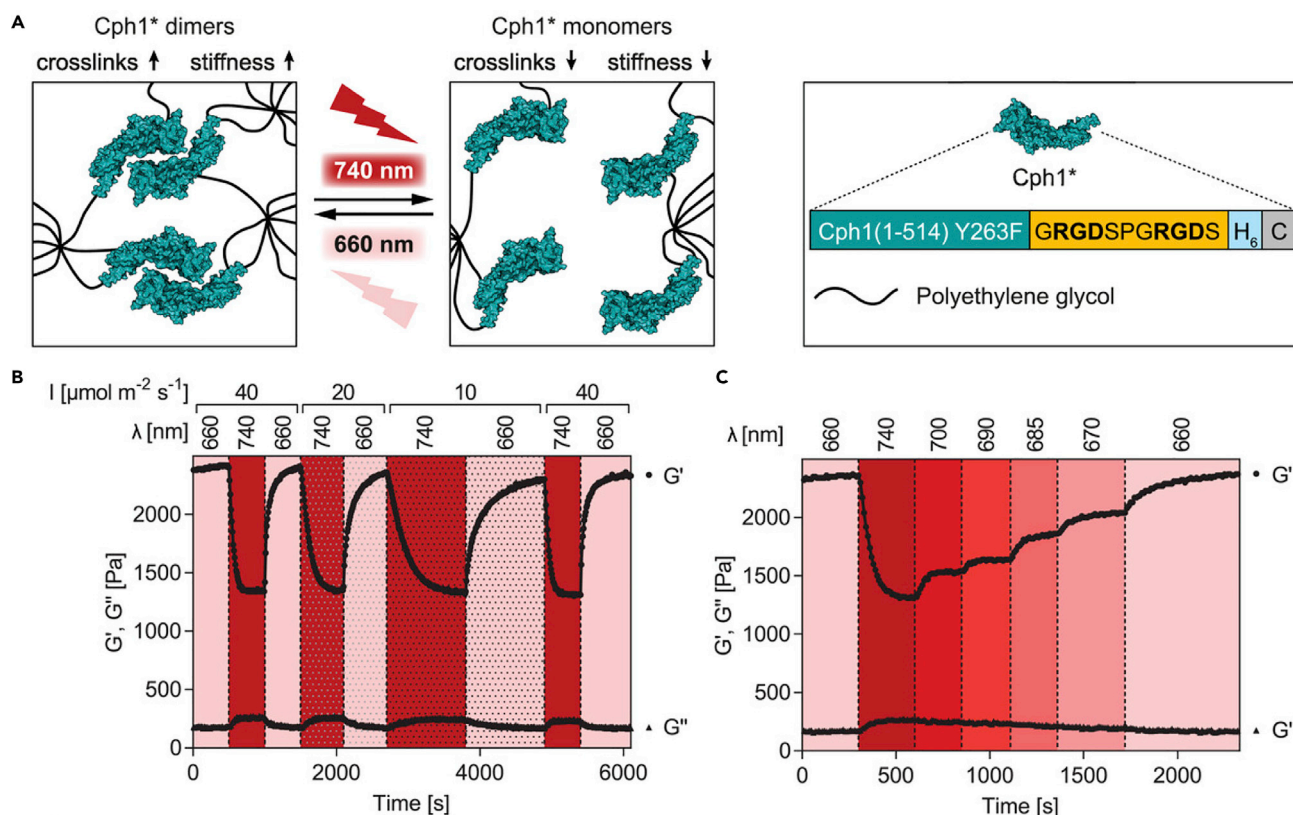 A
Cph1* dimers
crosslinks ↑ stiffness ↑
740 nm
660 nm
Cph1* monomers
crosslinks ↓ stiffness ↓
Cph1*
Cph1(1-514) Y263F GRGDSPGRGDS H6 C
Polyethylene glycol
B
I [µmol m-2 s-1] 40 20 10 40
λ [nm] 660 740 660 740 660 740 660 740 660
G', G'' [Pa]
2000
1500
1000
500
0
0 2000 4000 6000
Time [s]
• G'
▲ G''
C
λ [nm] 660 740 700 690 685 670 660
G', G'' [Pa]
2000
1500
1000
500
0
0 500 1000 1500 2000
Time [s]
• G'
▲ G'